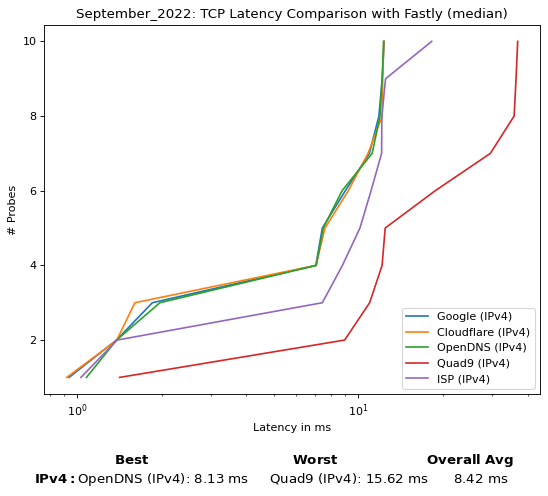 September_2022: TCP Latency Comparison with Fastly (median)
10
8
6
4
2
# Probes
Google (IPv4)
Cloudflare (IPv4)
OpenDNS (IPv4)
Quad9 (IPv4)
ISP (IPv4)
10⁰ 10¹
Latency in ms
Best Worst Overall Avg
IPv4: OpenDNS (IPv4): 8.13 ms Quad9 (IPv4): 15.62 ms 8.42 ms